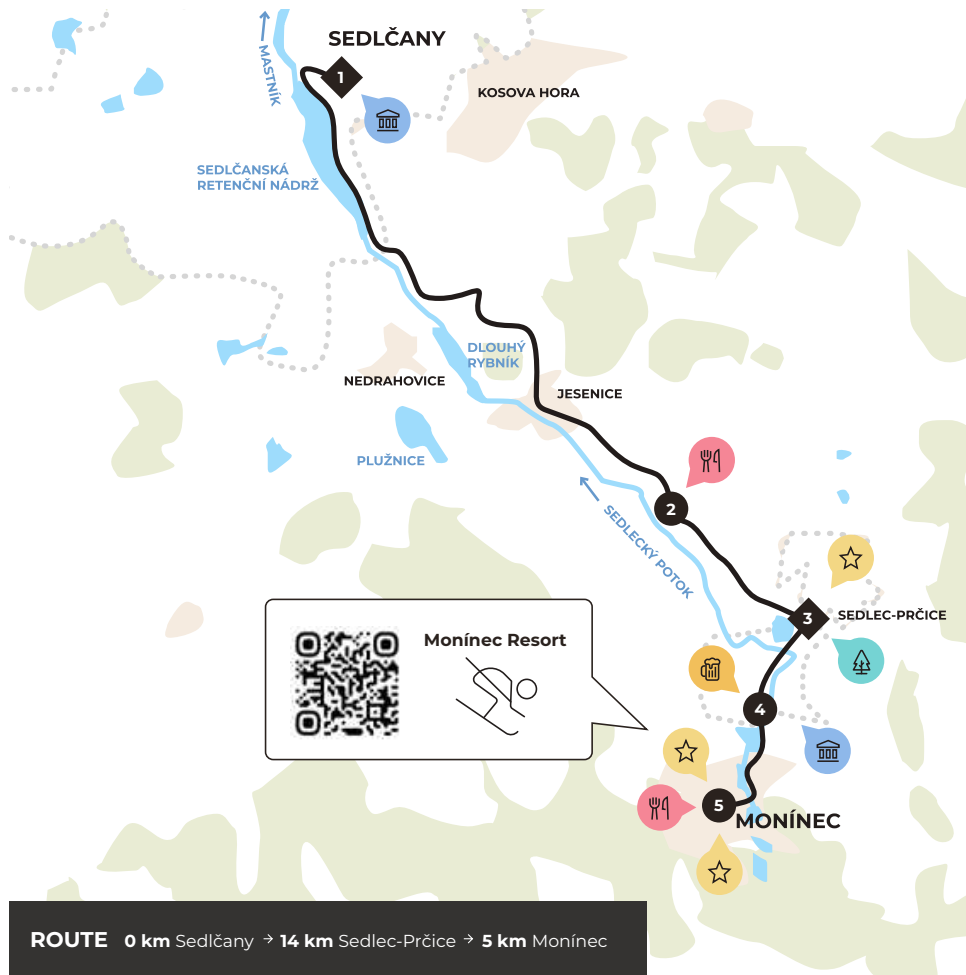 SEDLČANY
1
MASTNÍK
KOSOVA HORA
SEDLČANSKÁ
RETENČNÍ NÁDRŽ
DLOUHÝ
RYBNÍK
NEDRAHOVICE
JESENICE
PLUŽNICE
2
SEDLECKÝ POTOK
3
SEDLEC-PRČICE
Monínec Resort
4
5
MONÍNEC
ROUTE 0 km Sedlčany → 14 km Sedlec-Prčice → 5 km Monínec